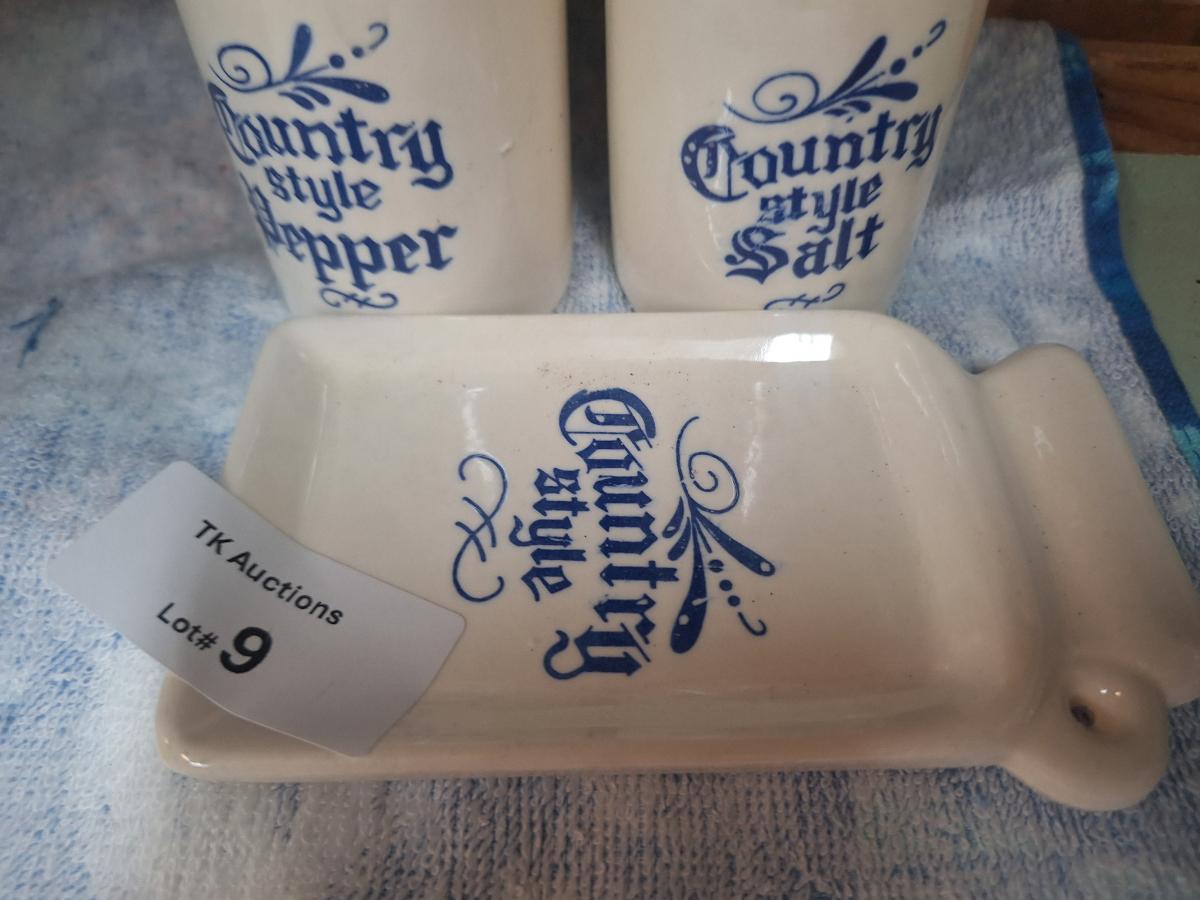 Country
style
Pepper
Country
style
Salt
Country
style
TK Auctions
Lot# 9